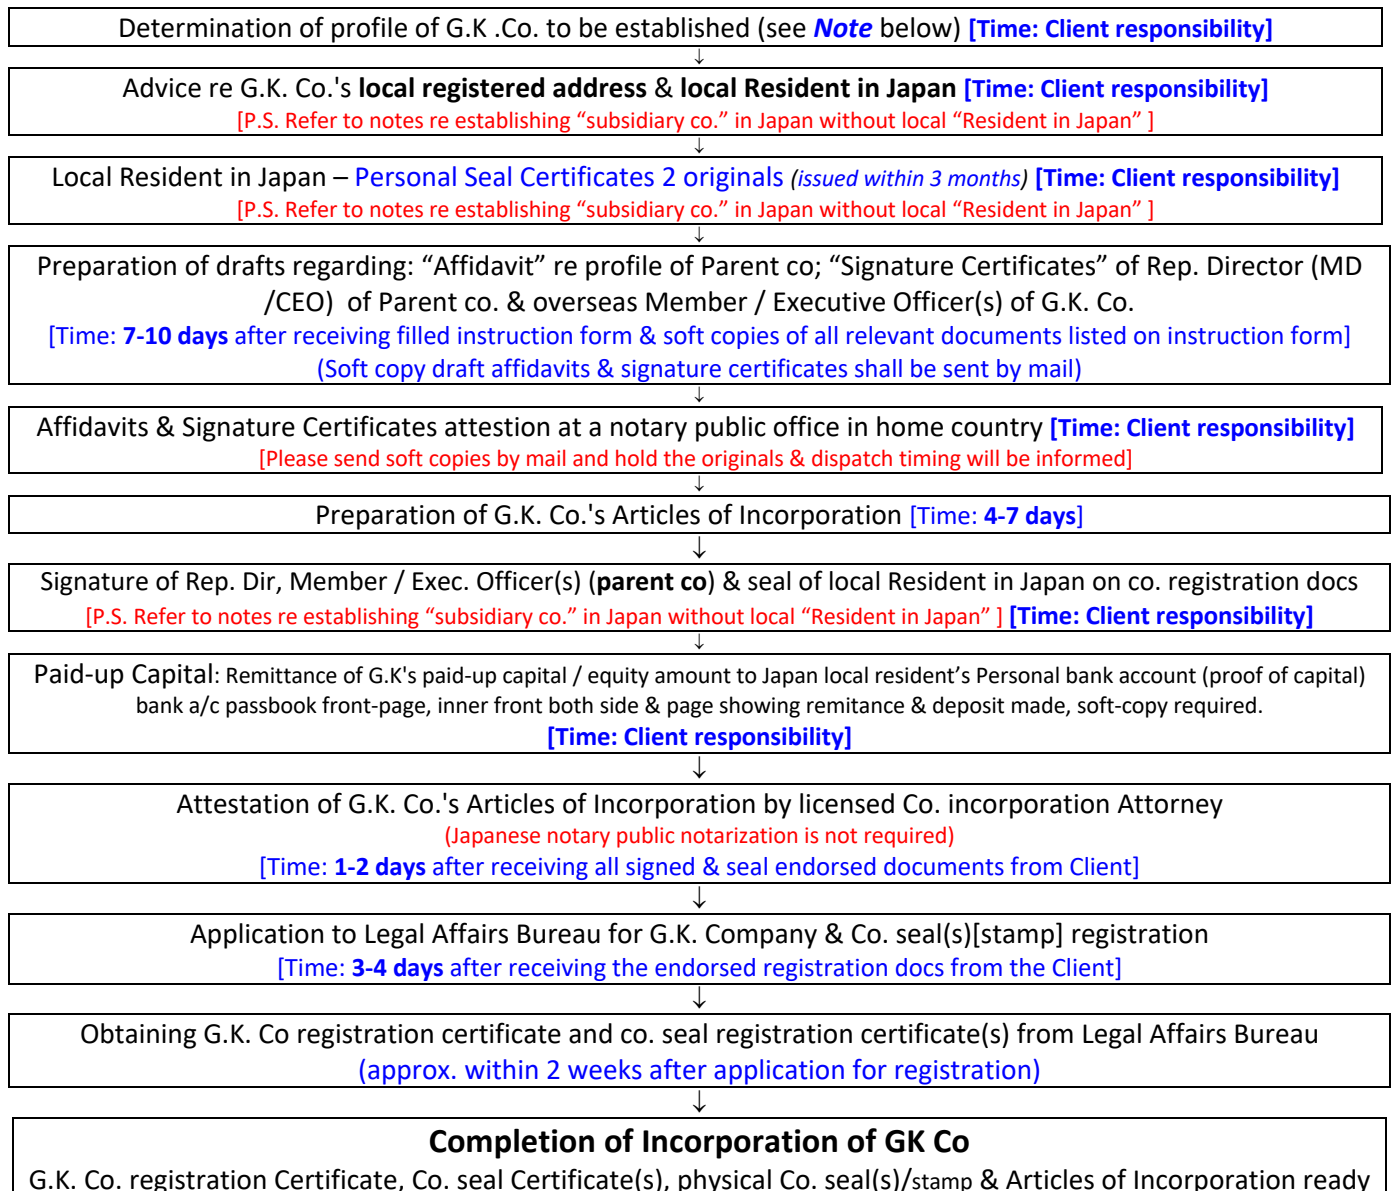 Determination of profile of G.K .Co. to be established (see Note below) [Time: Client responsibility]
↓
Advice re G.K. Co.'s local registered address & local Resident in Japan [Time: Client responsibility]
[P.S. Refer to notes re establishing “subsidiary co.” in Japan without local “Resident in Japan” ]
↓
Local Resident in Japan – Personal Seal Certificates 2 originals (issued within 3 months) [Time: Client responsibility]
[P.S. Refer to notes re establishing “subsidiary co.” in Japan without local “Resident in Japan” ]
↓
Preparation of drafts regarding: “Affidavit” re profile of Parent co; “Signature Certificates” of Rep. Director (MD
/CEO) of Parent co. & overseas Member / Executive Officer(s) of G.K. Co.
[Time: 7-10 days after receiving filled instruction form & soft copies of all relevant documents listed on instruction form]
(Soft copy draft affidavits & signature certificates shall be sent by mail)
↓
Affidavits & Signature Certificates attestion at a notary public office in home country [Time: Client responsibility]
[Please send soft copies by mail and hold the originals & dispatch timing will be informed]
↓
Preparation of G.K. Co.'s Articles of Incorporation [Time: 4-7 days]
↓
Signature of Rep. Dir, Member / Exec. Officer(s) (parent co) & seal of local Resident in Japan on co. registration docs
[P.S. Refer to notes re establishing “subsidiary co.” in Japan without local “Resident in Japan” ] [Time: Client responsibility]
↓
Paid-up Capital: Remittance of G.K's paid-up capital / equity amount to Japan local resident’s Personal bank account (proof of capital)
bank a/c passbook front-page, inner front both side & page showing remitance & deposit made, soft-copy required.
[Time: Client responsibility]
↓
Attestation of G.K. Co.'s Articles of Incorporation by licensed Co. incorporation Attorney
(Japanese notary public notarization is not required)
[Time: 1-2 days after receiving all signed & seal endorsed documents from Client]
↓
Application to Legal Affairs Bureau for G.K. Company & Co. seal(s)[stamp] registration
[Time: 3-4 days after receiving the endorsed registration docs from the Client]
↓
Obtaining G.K. Co registration certificate and co. seal registration certificate(s) from Legal Affairs Bureau
(approx. within 2 weeks after application for registration)
↓
Completion of Incorporation of GK Co
G.K. Co. registration Certificate, Co. seal Certificate(s), physical Co. seal(s)/stamp & Articles of Incorporation ready